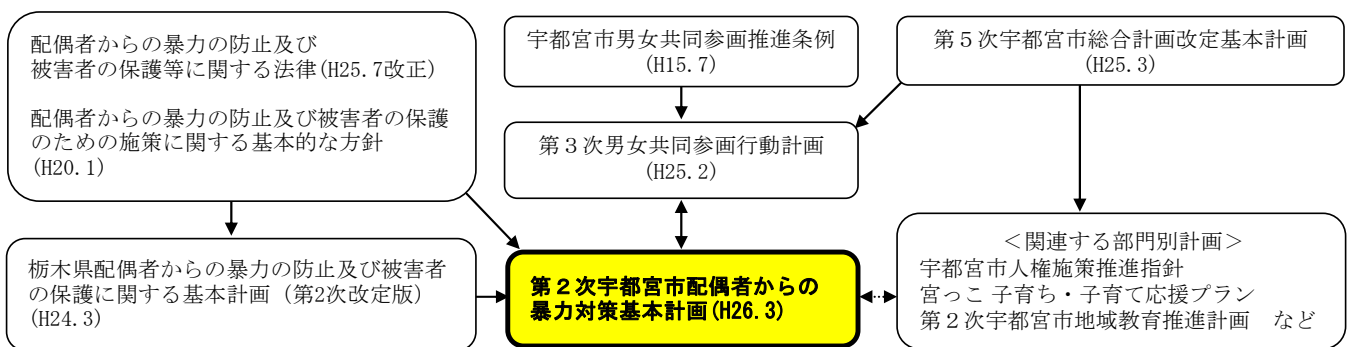 配偶者からの暴力の防止及び
被害者の保護等に関する法律(H25.7改正)
配偶者からの暴力の防止及び被害者の保護
のための施策に関する基本的な方針
(H20.1)
宇都宮市男女共同参画推進条例
(H15.7)
第５次宇都宮市総合計画改定基本計画
(H25.3)
第３次男女共同参画行動計画
(H25.2)
栃木県配偶者からの暴力の防止及び被害者
の保護に関する基本計画（第2次改定版）
(H24.3)
第２次宇都宮市配偶者からの
暴力対策基本計画(H26.3)
＜関連する部門別計画＞
宇都宮市人権施策推進指針
宮っこ 子育ち・子育て応援プラン
第２次宇都宮市地域教育推進計画　など